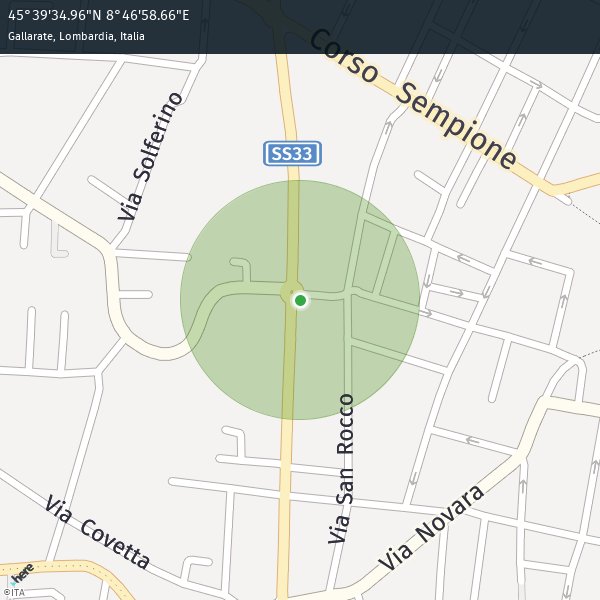 45°39'34.96"N 8°46'58.66"E
Gallarate, Lombardia, Italia
Corso Sempione
Via Solferino
SS33
Via San Rocco
Via Covetta
Via Novara
here
©ITA